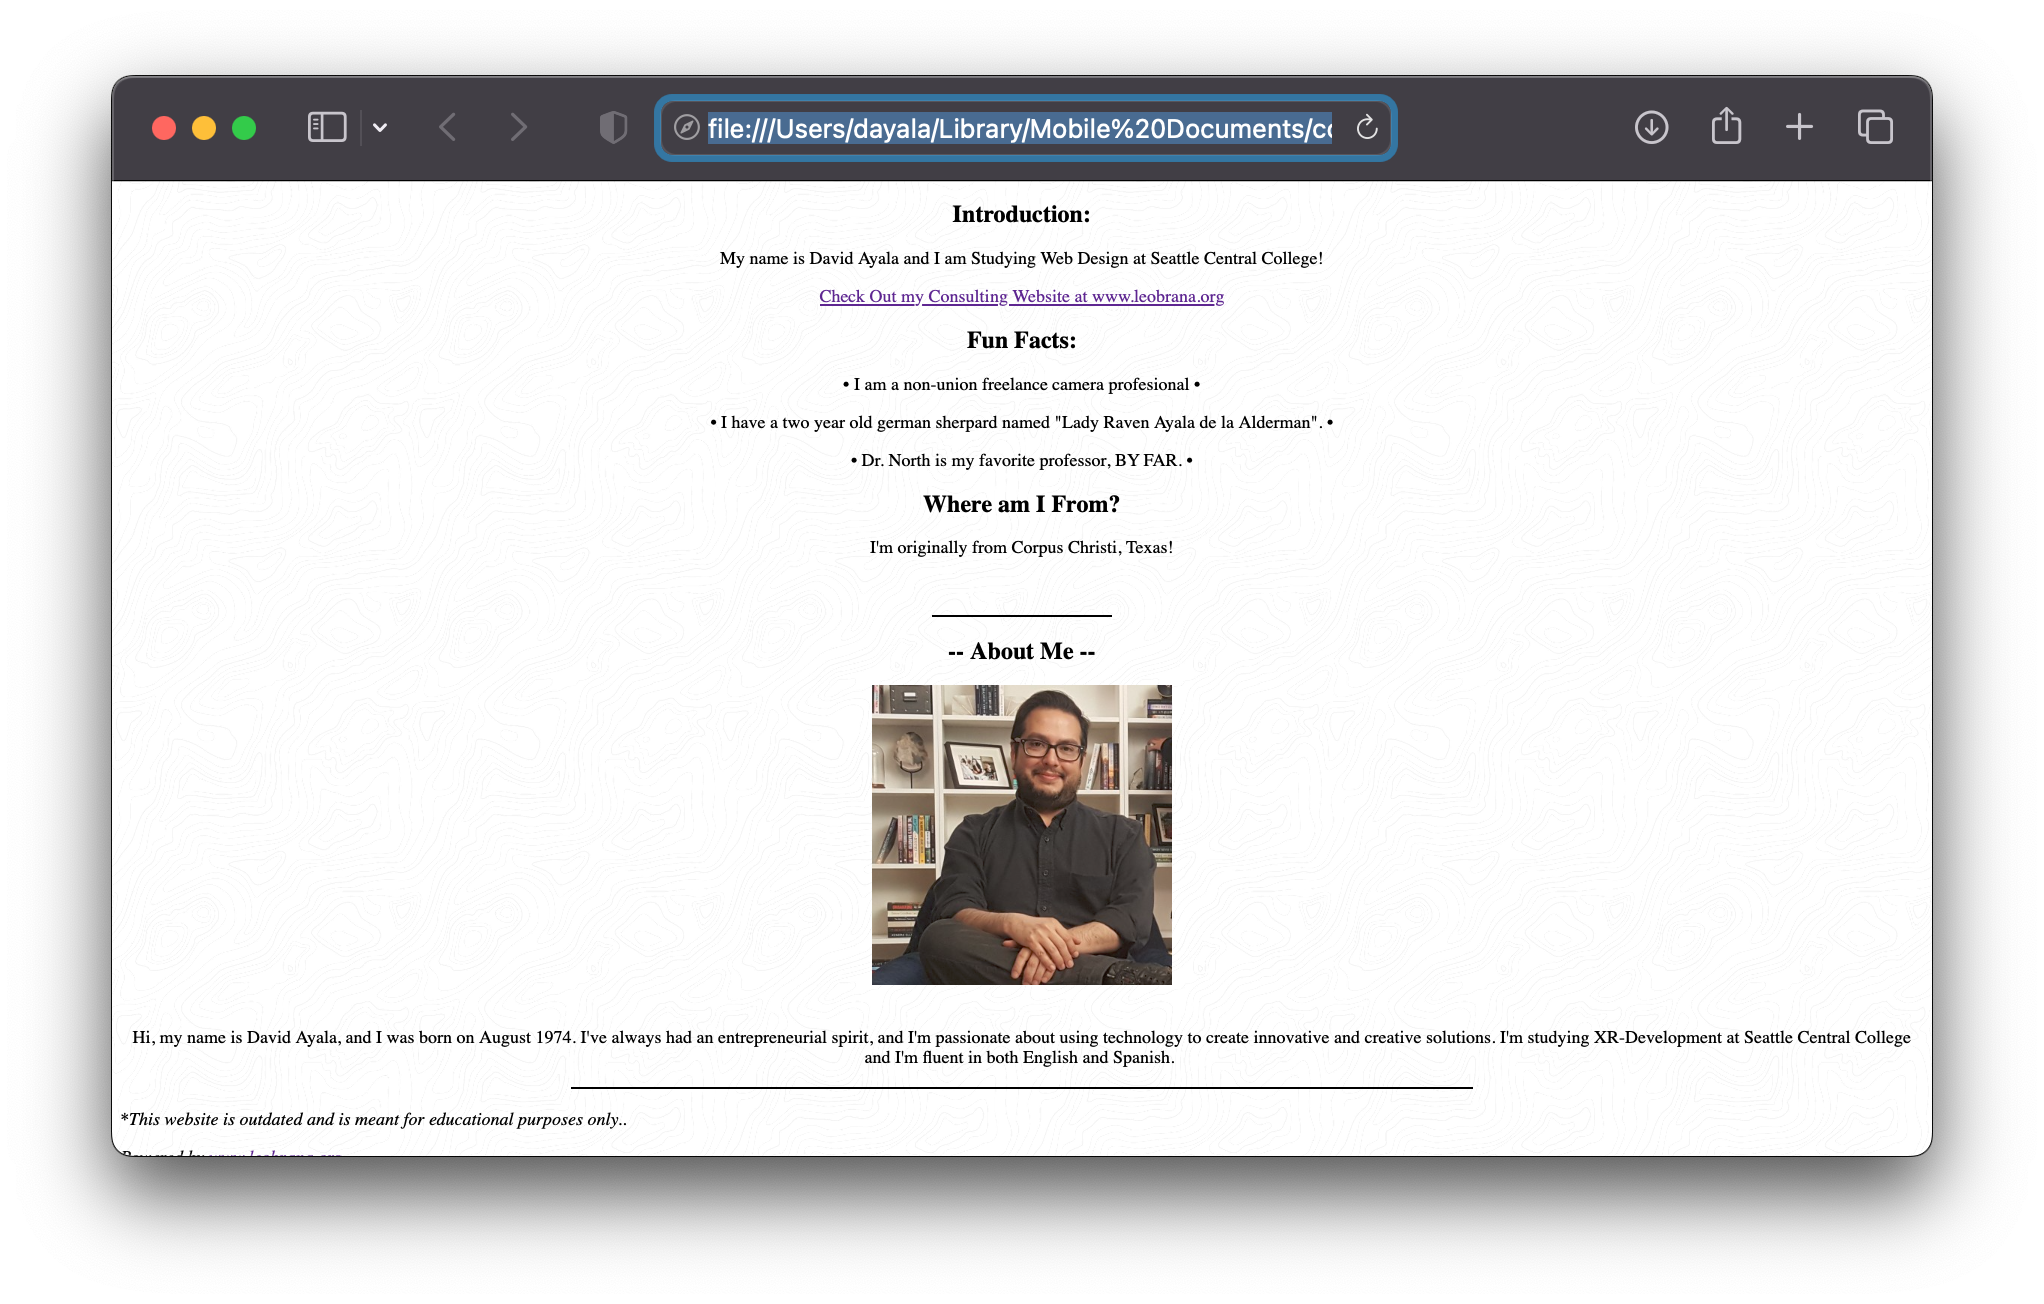 file:///Users/dayala/Library/Mobile%20Documents/co
Introduction:
My name is David Ayala and I am Studying Web Design at Seattle Central College!
Check Out my Consulting Website at www.leobrana.org
Fun Facts:
• I am a non-union freelance camera profesional •
• I have a two year old german sherpard named "Lady Raven Ayala de la Alderman". •
• Dr. North is my favorite professor, BY FAR. •
Where am I From?
I'm originally from Corpus Christi, Texas!
-- About Me --
Hi, my name is David Ayala, and I was born on August 1974. I've always had an entrepreneurial spirit, and I'm passionate about using technology to create innovative and creative solutions. I'm studying XR-Development at Seattle Central College
and I'm fluent in both English and Spanish.
*This website is outdated and is meant for educational purposes only..
Powered by www.leobrana.org